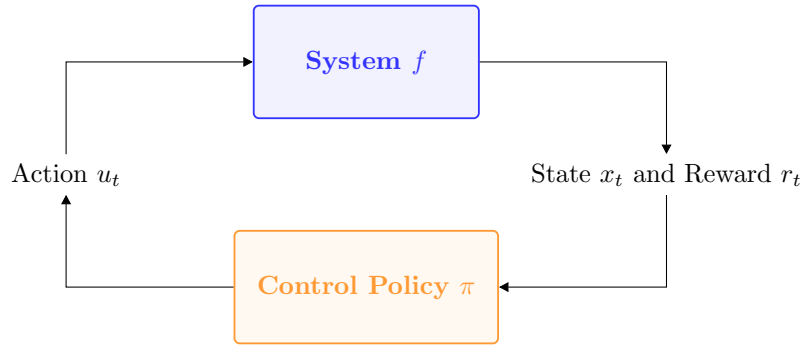 System f
Action u_t
State x_t and Reward r_t
Control Policy π